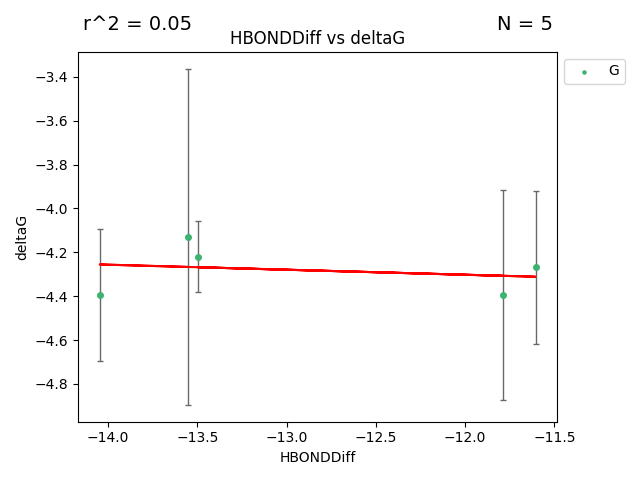 r^2 = 0.05
N = 5
HBONDDiff vs deltaG
G
−3.4
−3.6
−3.8
−4.0
−4.2
−4.4
−4.6
−4.8
deltaG
−14.0
−13.5
−13.0
−12.5
−12.0
−11.5
HBONDDiff